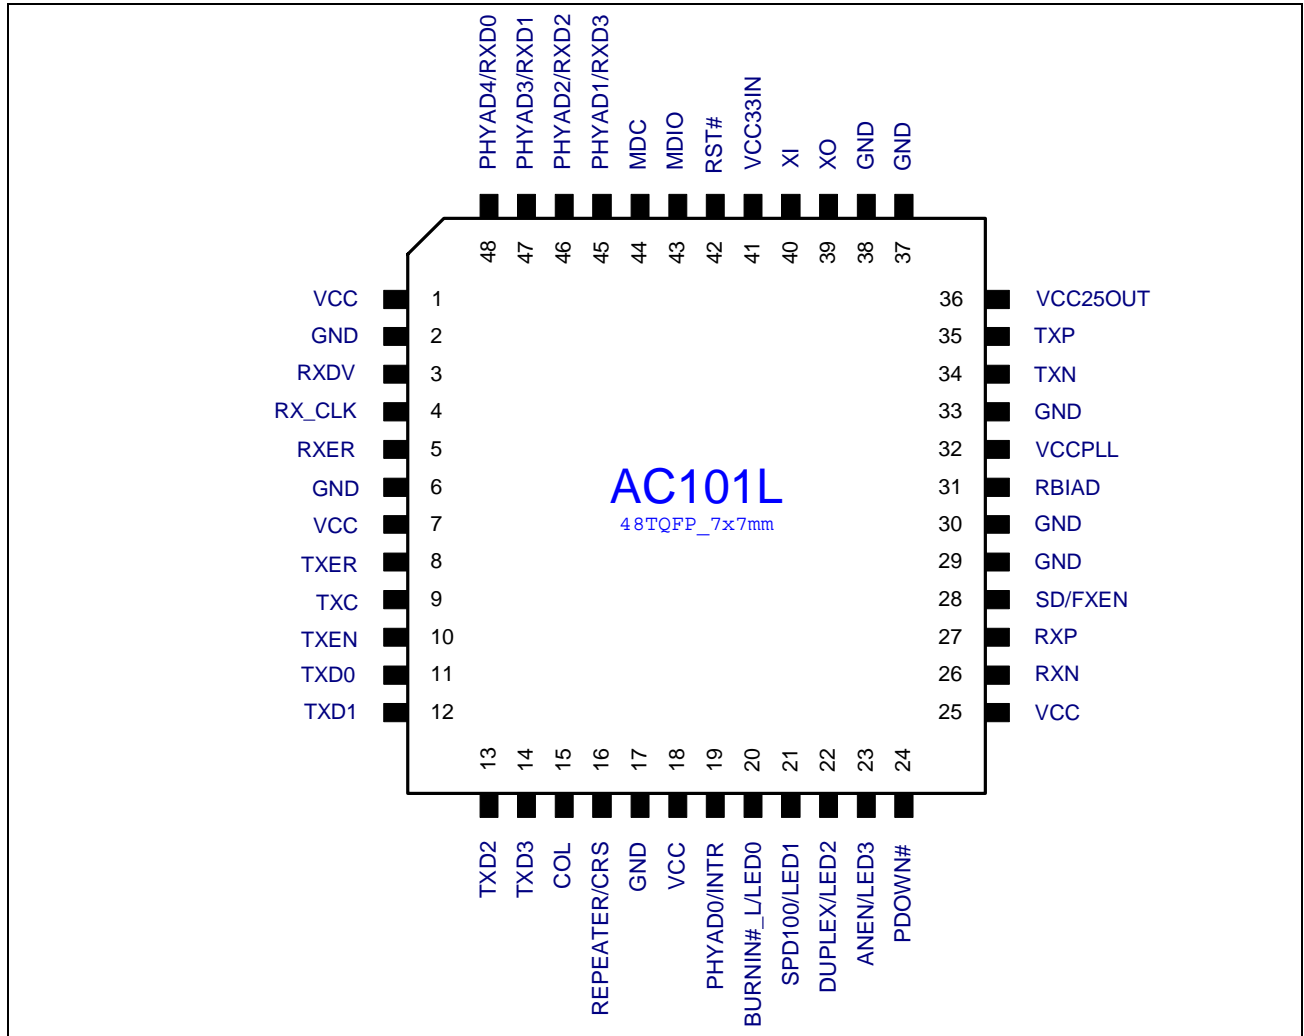 PHYAD4/RXD0
PHYAD3/RXD1
PHYAD2/RXD2
PHYAD1/RXD3
MDC
MDIO
RST#
VCC33IN
XI
XO
GND
GND
48
47
46
45
44
43
42
41
40
39
38
37
VCC 1
GND 2
RXDV 3
RX_CLK 4
RXER 5
GND 6
VCC 7
TXER 8
TXC 9
TXEN 10
TXD0 11
TXD1 12
AC101L
48TQFP_7x7mm
36 VCC25OUT
35 TXP
34 TXN
33 GND
32 VCCPLL
31 RBIAD
30 GND
29 GND
28 SD/FXEN
27 RXP
26 RXN
25 VCC
13
14
15
16
17
18
19
20
21
22
23
24
TXD2
TXD3
COL
REPEATER/CRS
GND
VCC
PHYAD0/INTR
BURNIN#_L/LED0
SPD100/LED1
DUPLEX/LED2
ANEN/LED3
PDOWN#